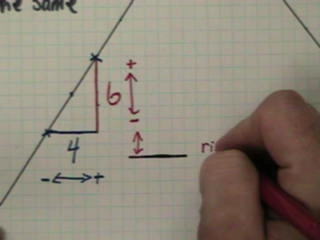 the same
6
+
-
4
- +
ri